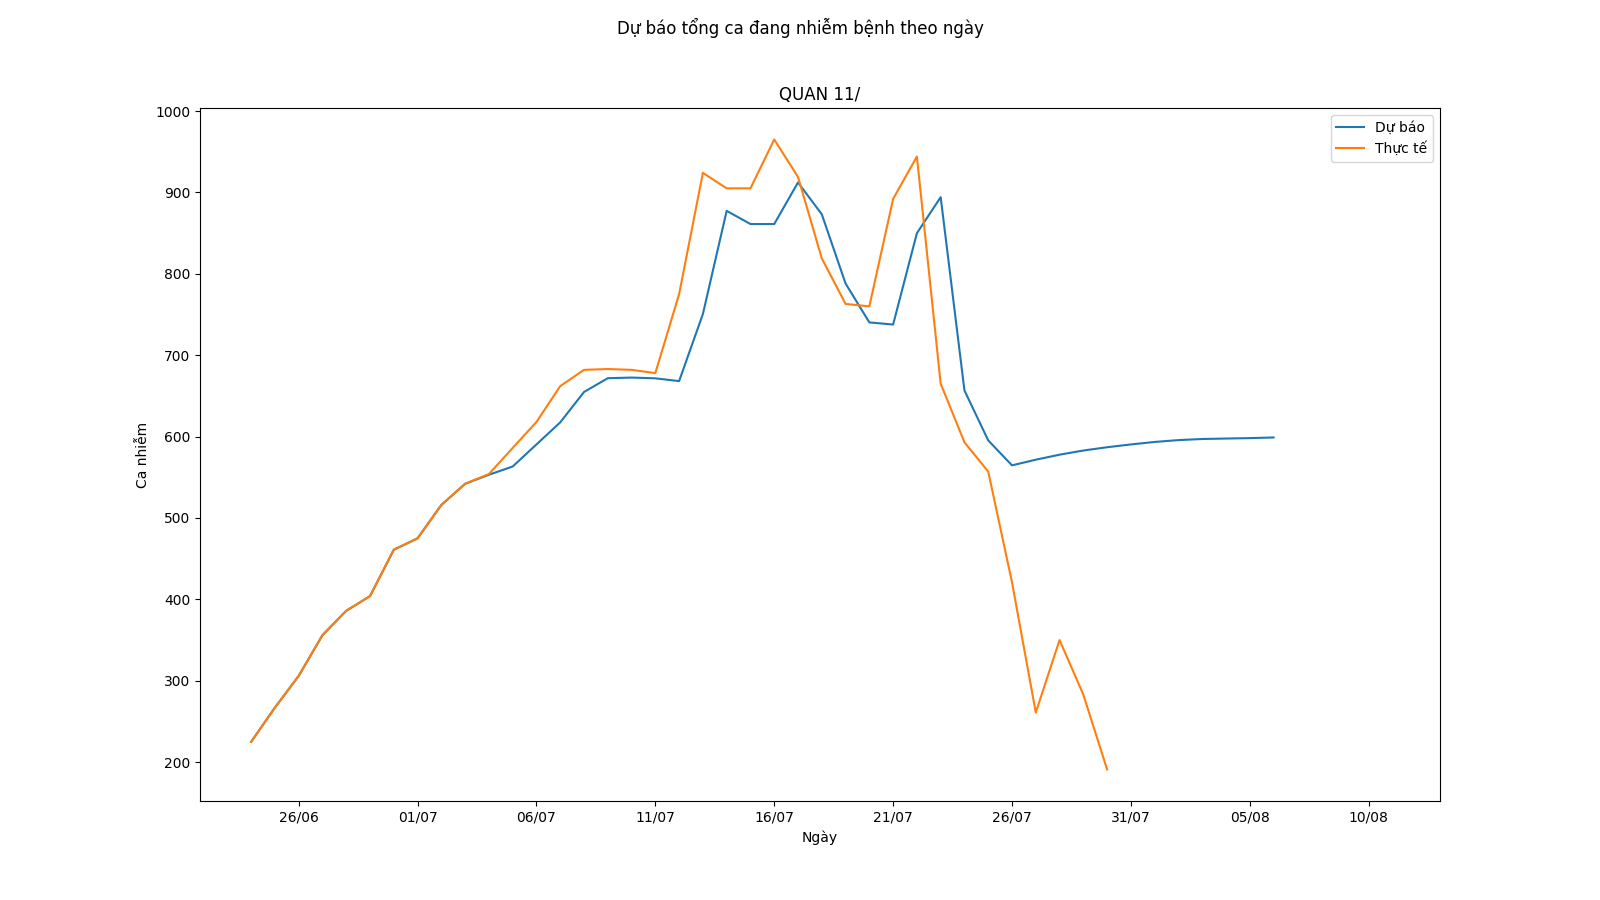 Dự báo tổng ca đang nhiễm bệnh theo ngày
QUAN 11/
Dự báo
Thực tế
Ca nhiễm
1000
900
800
700
600
500
400
300
200
26/06 01/07 06/07 11/07 16/07 21/07 26/07 31/07 05/08 10/08
Ngày